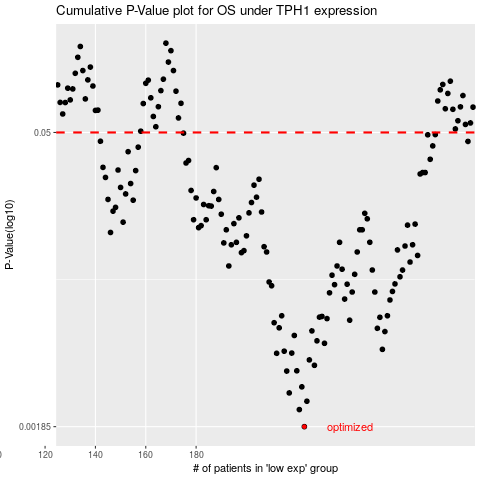 Cumulative P-Value plot for OS under TPH1 expression
P-Value(log10)
0.05
0.00185
optimized
0 120 140 160 180
# of patients in 'low exp' group